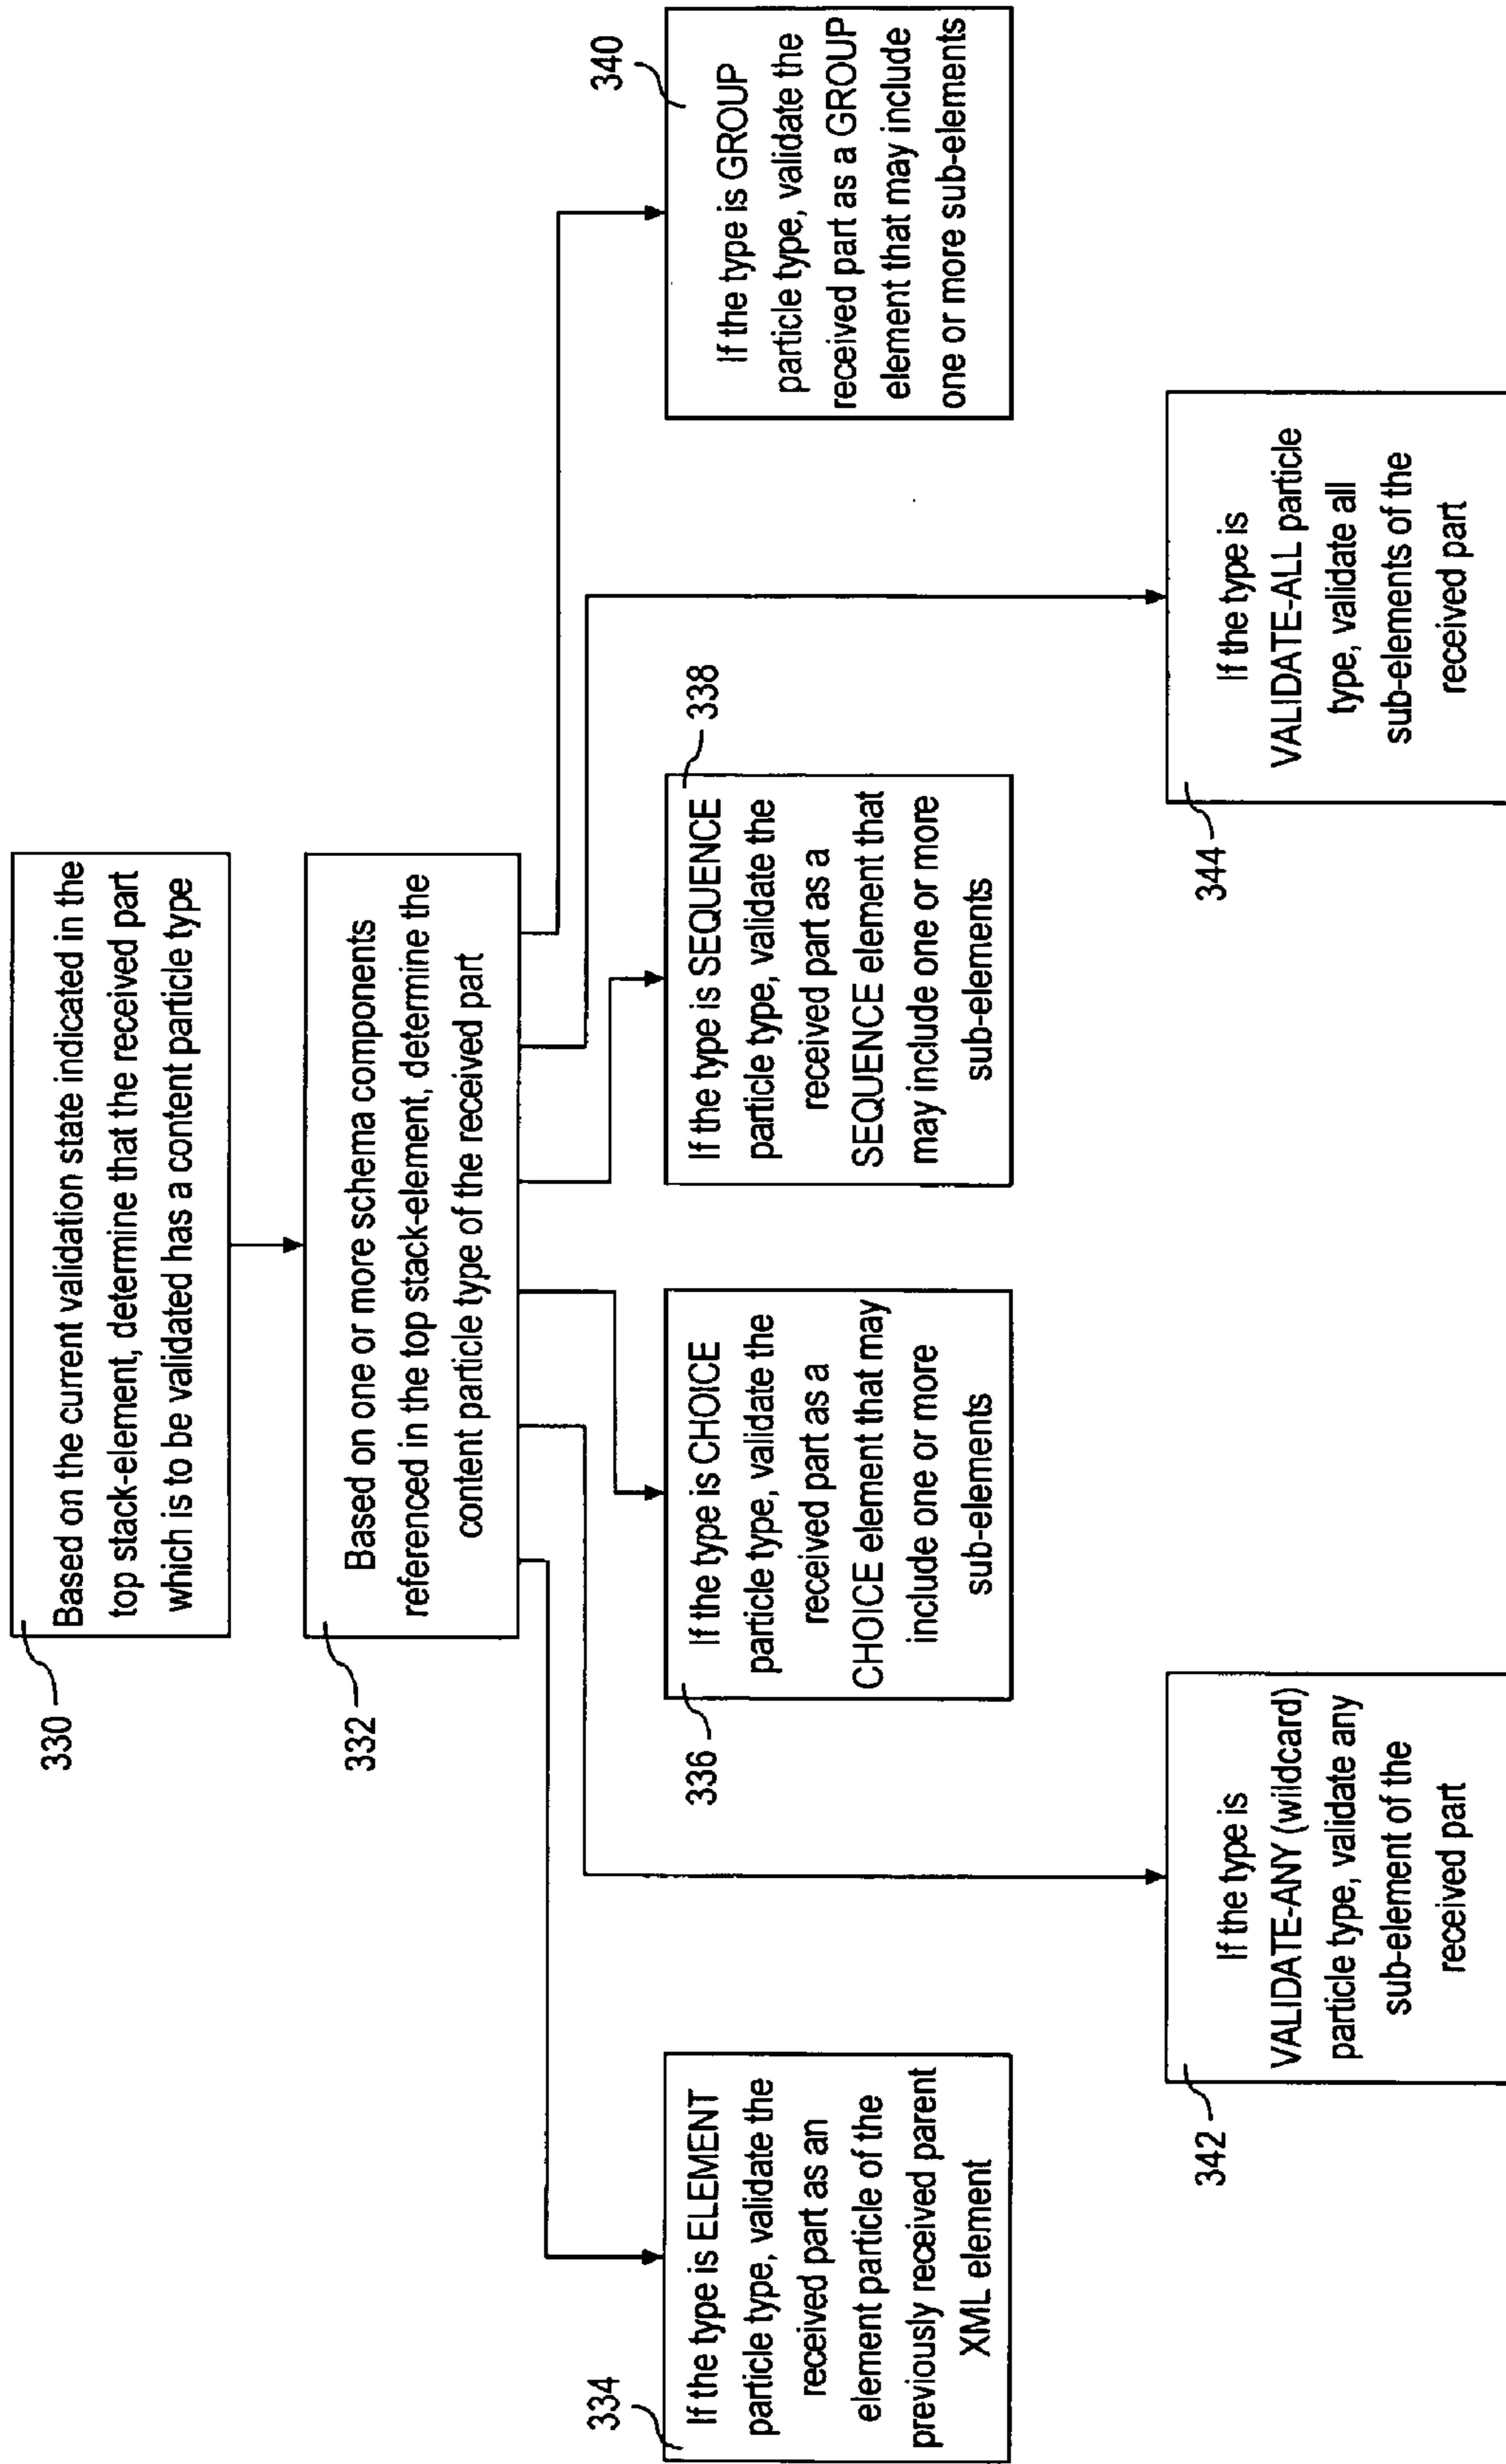 330
Based on the current validation state indicated in the
top stack-element, determine that the received part
which is to be validated has a content particle type
332
Based on one or more schema components
referenced in the top stack-element, determine the
content particle type of the received part
334
If the type is ELEMENT
particle type, validate the
received part as an
element particle of the
previously received parent
XML element
336
If the type is CHOICE
particle type, validate the
received part as a
CHOICE element that may
include one or more
sub-elements
338
If the type is SEQUENCE
particle type, validate the
received part as a
SEQUENCE element that
may include one or more
sub-elements
340
If the type is GROUP
particle type, validate the
received part as a GROUP
element that may include
one or more sub-elements
342
If the type is
VALIDATE-ANY (wildcard)
particle type, validate any
sub-element of the
received part
344
If the type is
VALIDATE-ALL particle
type, validate all
sub-elements of the
received part